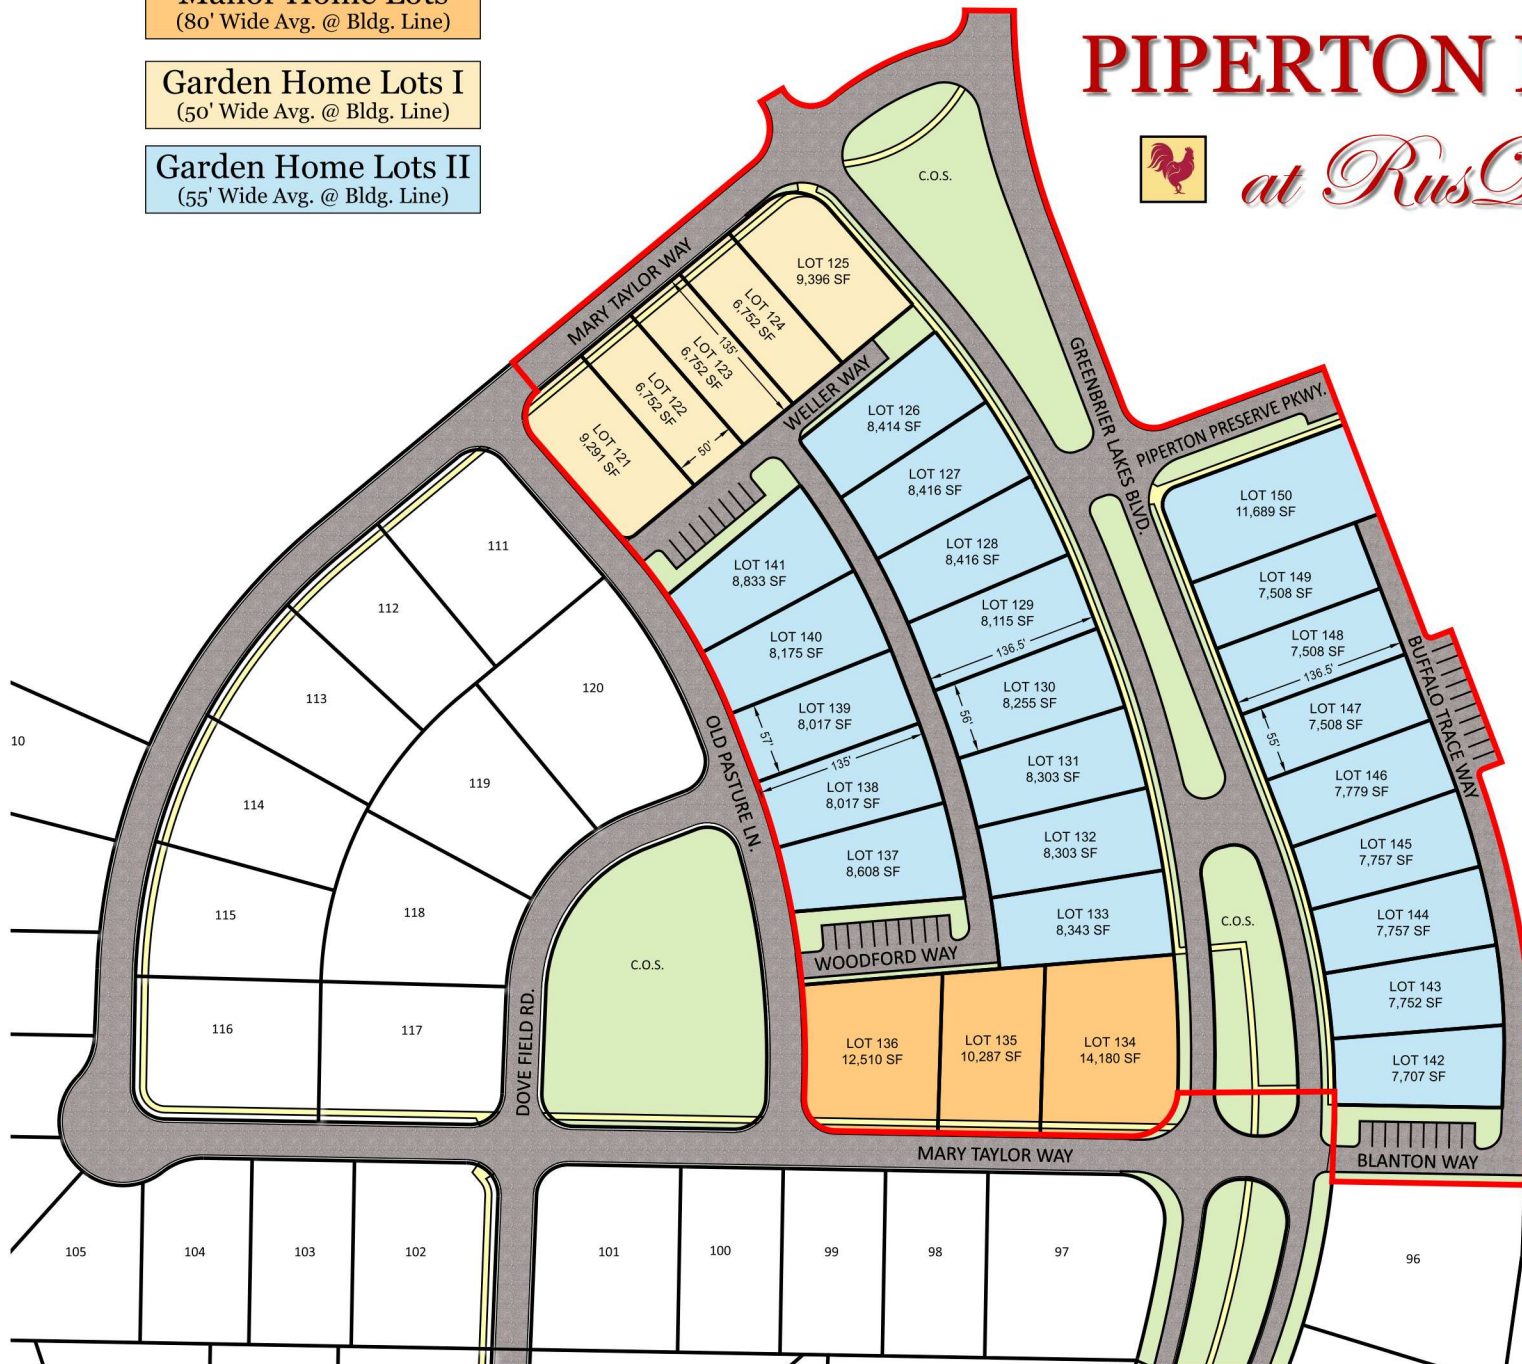 Manor Home Lots
(80' Wide Avg. @ Bldg. Line)
Garden Home Lots I
(50' Wide Avg. @ Bldg. Line)
Garden Home Lots II
(55' Wide Avg. @ Bldg. Line)
PIPERTON
at
C.O.S.
MARY TAYLOR WAY
LOT 125
9,396 SF
LOT 124
6,752 SF
135'
LOT 123
6,752 SF
LOT 122
6,752 SF
50'
LOT 121
9,291 SF
WELLER WAY
GREENBRIER LAKES BLVD.
PIPERTON PRESERVE PKWY.
LOT 126
8,414 SF
LOT 127
8,416 SF
LOT 128
8,416 SF
LOT 129
8,115 SF
136.5'
LOT 130
8,255 SF
56'
LOT 131
8,303 SF
LOT 132
8,303 SF
LOT 133
8,343 SF
LOT 141
8,833 SF
LOT 140
8,175 SF
LOT 139
8,017 SF
57'
135'
LOT 138
8,017 SF
LOT 137
8,608 SF
WOODFORD WAY
OLD PASTURE LN.
LOT 150
11,689 SF
LOT 149
7,508 SF
LOT 148
7,508 SF
136.5'
LOT 147
7,508 SF
55'
LOT 146
7,779 SF
LOT 145
7,757 SF
LOT 144
7,757 SF
LOT 143
7,752 SF
LOT 142
7,707 SF
BUFFALO TRACE WAY
BLANTON WAY
C.O.S.
LOT 136
12,510 SF
LOT 135
10,287 SF
LOT 134
14,180 SF
MARY TAYLOR WAY
C.O.S.
DOVE FIELD RD.
111
112
113
114
115
116
117
118
119
120
10
105
104
103
102
101
100
99
98
97
96